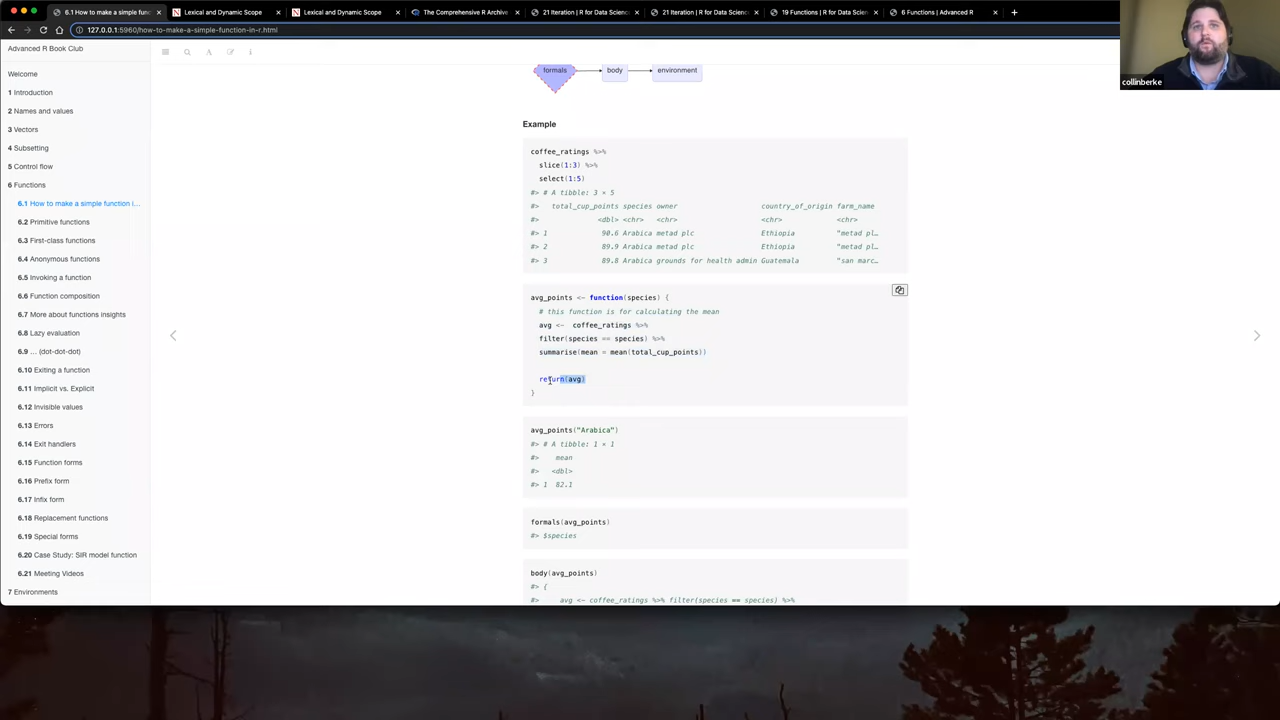 6.1 How to make a simple func
Lexical and Dynamic Scope
Lexical and Dynamic Scope
The Comprehensive R Archive
21 Iteration | R for Data Scienc
21 Iteration | R for Data Scienc
19 Functions | R for Data Scienc
6 Functions | Advanced R
127.0.0.1:5960/how-to-make-a-simple-function-in-r.html
collinberke
Advanced R Book Club
Welcome
1 Introduction
2 Names and values
3 Vectors
4 Subsetting
5 Control flow
6 Functions
6.1 How to make a simple function i…
6.2 Primitive functions
6.3 First-class functions
6.4 Anonymous functions
6.5 Invoking a function
6.6 Function composition
6.7 More about functions insights
6.8 Lazy evaluation
6.9 … (dot-dot-dot)
6.10 Exiting a function
6.11 Implicit vs. Explicit
6.12 Invisible values
6.13 Errors
6.14 Exit handlers
6.15 Function forms
6.16 Prefix form
6.17 Infix form
6.18 Replacement functions
6.19 Special forms
6.20 Case Study: SIR model function
6.21 Meeting Videos
7 Environments
formals body environment
Example
coffee_ratings %>%
slice(1:3) %>%
select(1:5)
#> # A tibble: 3 × 5
#> total_cup_points species owner country_of_origin farm_name
#> <dbl> <chr> <chr> <chr> <chr>
#> 1 90.6 Arabica metad plc Ethiopia "metad pl…
#> 2 89.9 Arabica metad plc Ethiopia "metad pl…
#> 3 89.8 Arabica grounds for health admin Guatemala "san marc…
avg_points <- function(species) {
# this function is for calculating the mean
avg <- coffee_ratings %>%
filter(species == species) %>%
summarise(mean = mean(total_cup_points))
return(avg)
}
avg_points("Arabica")
#> # A tibble: 1 × 1
#> mean
#> <dbl>
#> 1 82.1
formals(avg_points)
#> $species
body(avg_points)
#> {
#> avg <- coffee_ratings %>% filter(species == species) %>%